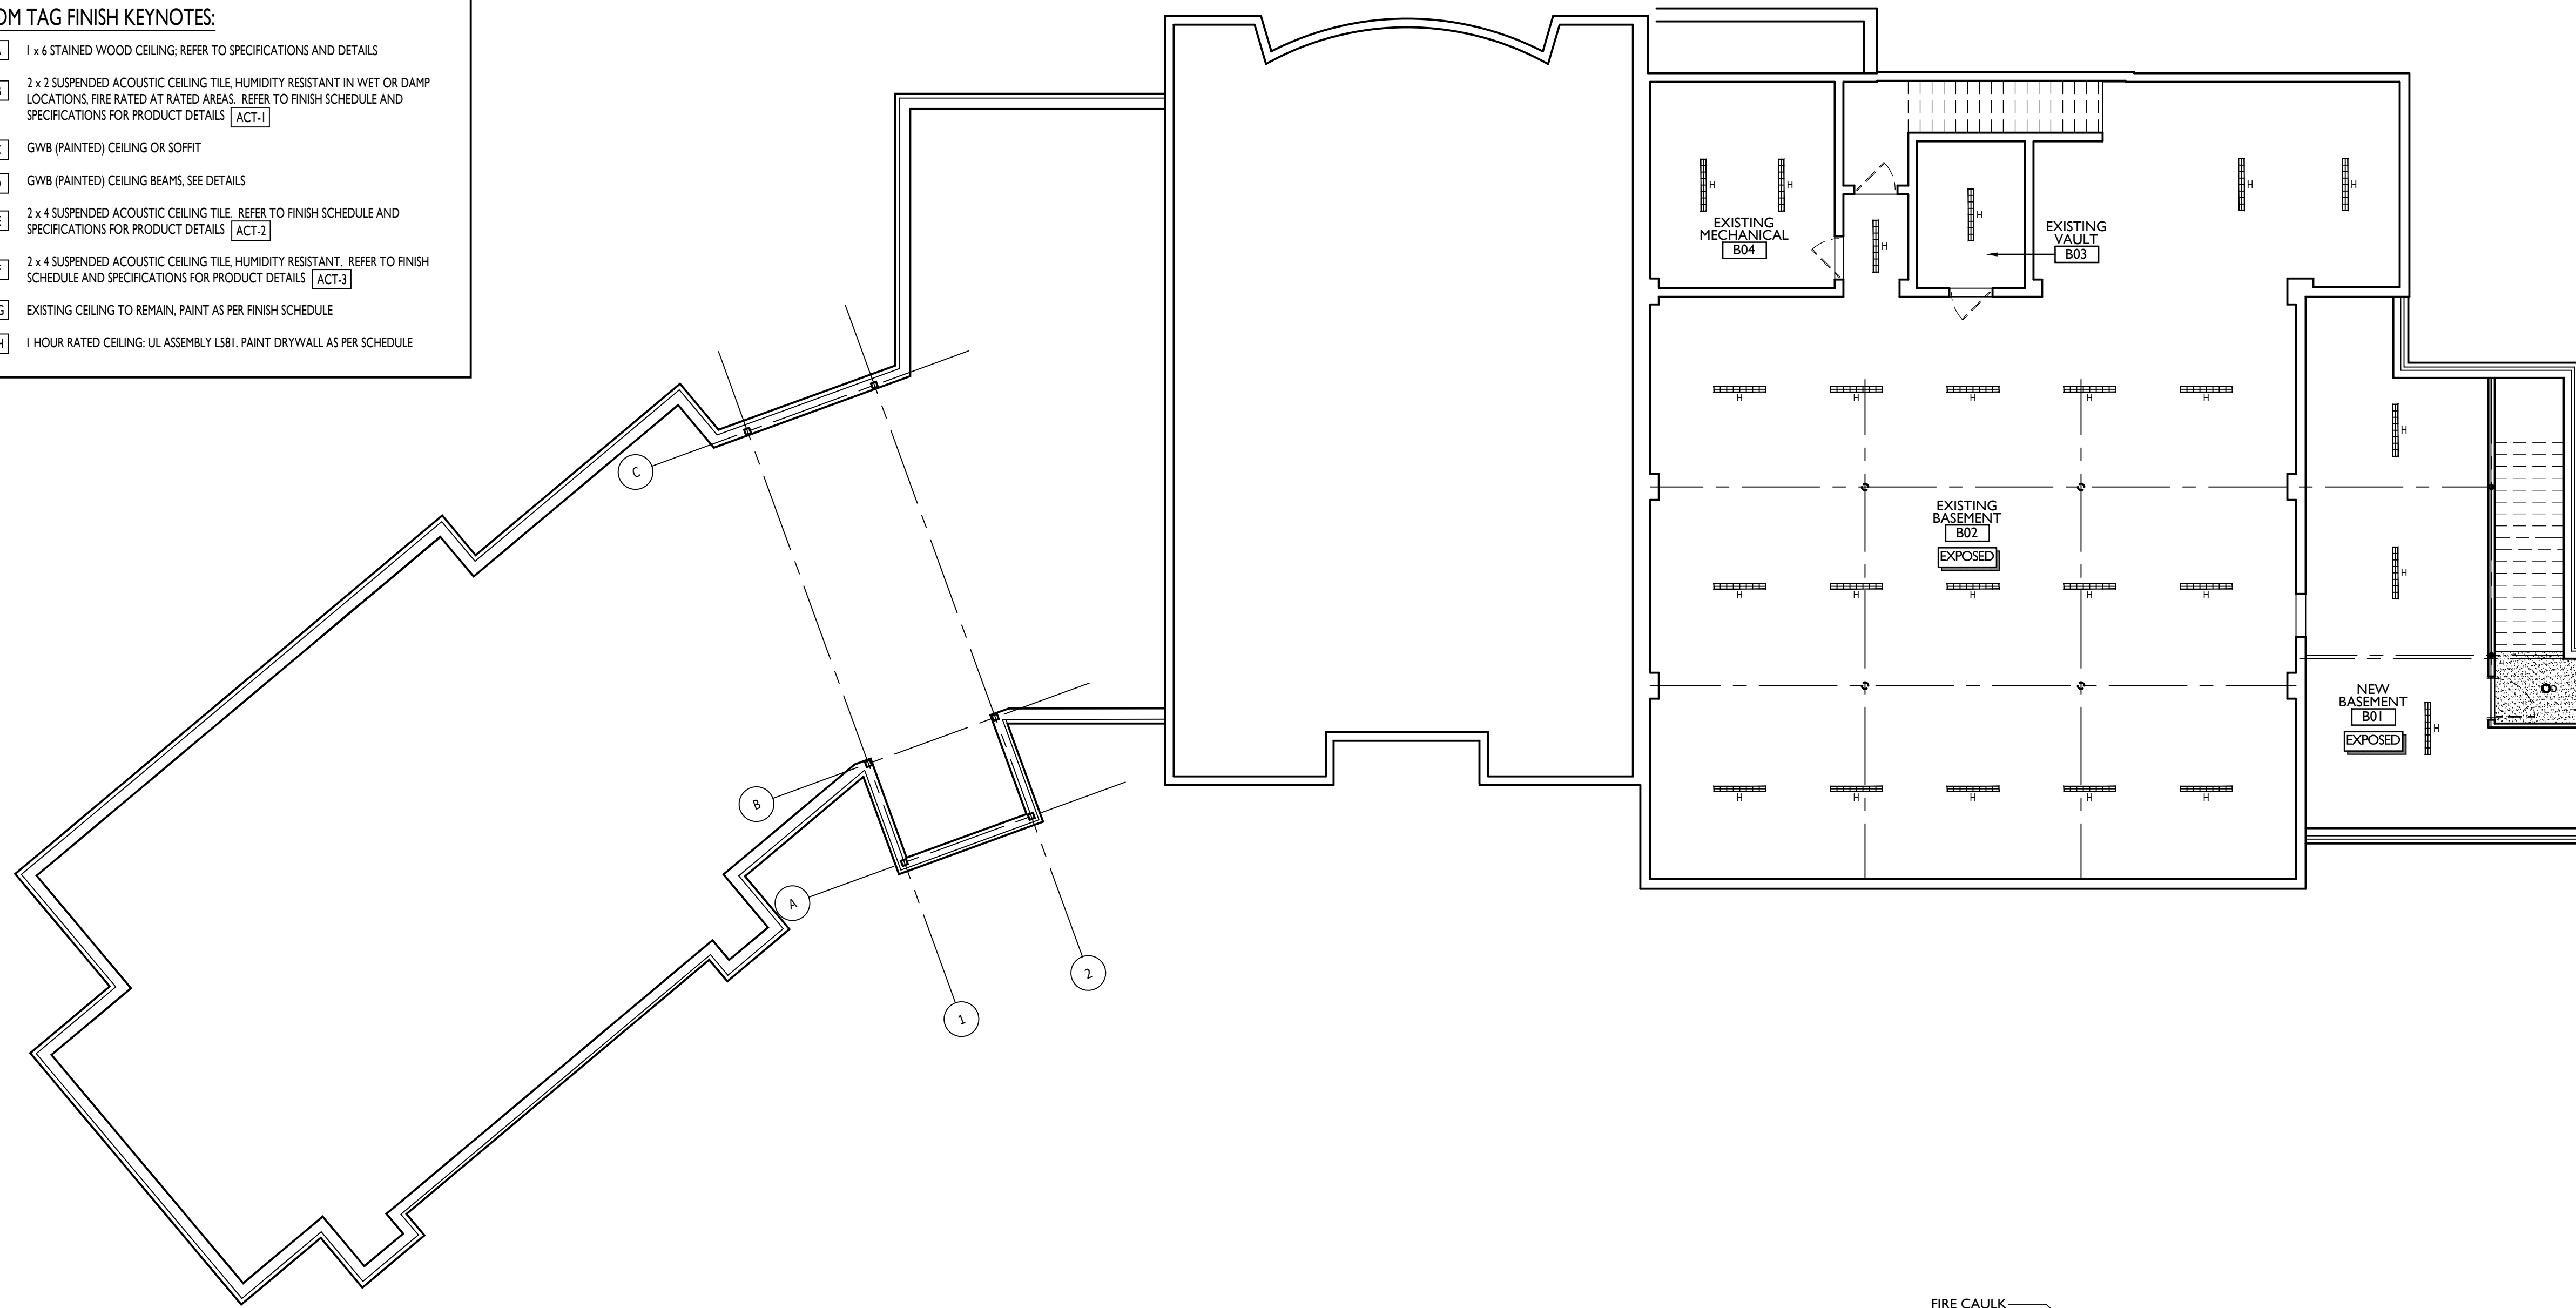 OM TAG FINISH KEYNOTES:
1 x 6 STAINED WOOD CEILING; REFER TO SPECIFICATIONS AND DETAILS
2 x 2 SUSPENDED ACOUSTIC CEILING TILE, HUMIDITY RESISTANT IN WET OR DAMP
LOCATIONS, FIRE RATED AT RATED AREAS. REFER TO FINISH SCHEDULE AND
SPECIFICATIONS FOR PRODUCT DETAILS ACT-1
GWB (PAINTED) CEILING OR SOFFIT
GWB (PAINTED) CEILING BEAMS, SEE DETAILS
2 x 4 SUSPENDED ACOUSTIC CEILING TILE. REFER TO FINISH SCHEDULE AND
SPECIFICATIONS FOR PRODUCT DETAILS ACT-2
2 x 4 SUSPENDED ACOUSTIC CEILING TILE, HUMIDITY RESISTANT. REFER TO FINISH
SCHEDULE AND SPECIFICATIONS FOR PRODUCT DETAILS ACT-3
G EXISTING CEILING TO REMAIN, PAINT AS PER FINISH SCHEDULE
H 1 HOUR RATED CEILING: UL ASSEMBLY L581. PAINT DRYWALL AS PER SCHEDULE
C
B
A
1
2
H H
EXISTING
MECHANICAL
B04
H
H
EXISTING
VAULT
B03
H H
H H H H H
EXISTING
BASEMENT
B02
EXPOSED
H H H H H
H H H H H
H
H
NEW
BASEMENT
B01
EXPOSED
H
FIRE CAULK